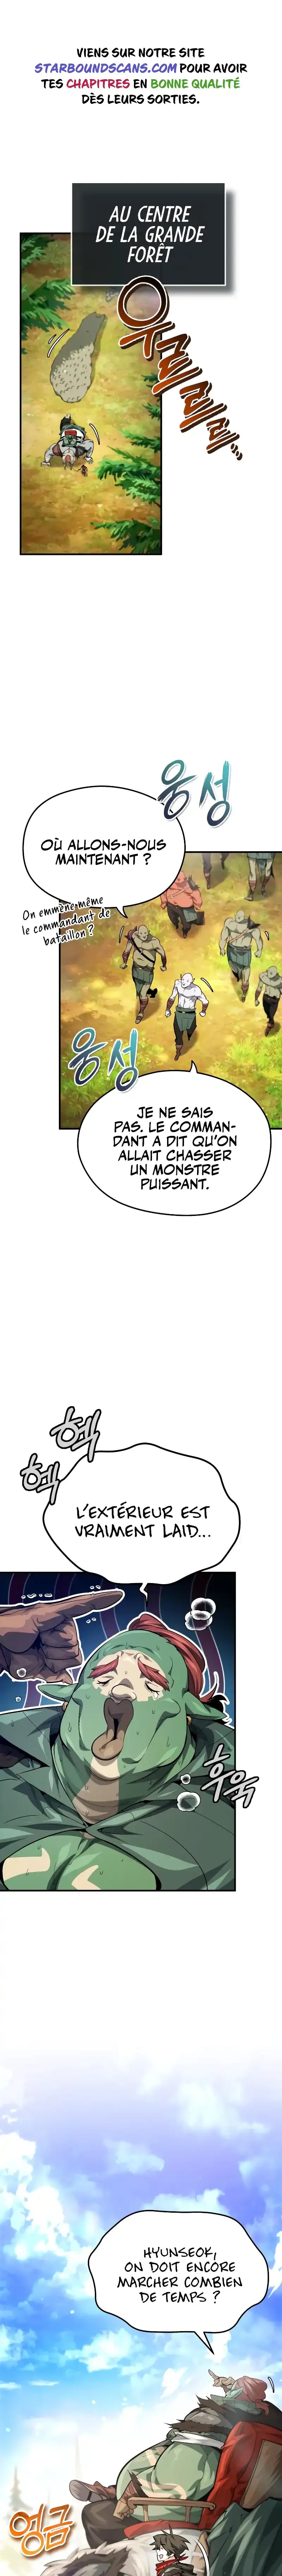 VIENS SUR NOTRE SITE
STARBOUNDSCANS.COM POUR AVOIR
TES CHAPITRES EN BONNE QUALITÉ
DÈS LEURS SORTIES.
AU CENTRE
DE LA GRANDE
FORÊT
우르르르...
웅성
OÙ ALLONS-NOUS
MAINTENANT ?
On emmène même
le commandant de
bataillon ?
웅성
JE NE SAIS
PAS. LE COMMAN-
DANT A DIT QU'ON
ALLAIT CHASSER
UN MONSTRE
PUISSANT.
헥
헥
L'EXTÉRIEUR EST
VRAIMENT LAID...
후욱
HYUNSEOK,
ON DOIT ENCORE
MARCHER COMBIEN
DE TEMPS ?
엉금